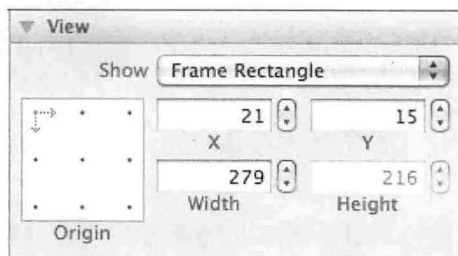 View
Show Frame Rectangle
21 15
X Y
279 216
Width Height
Origin